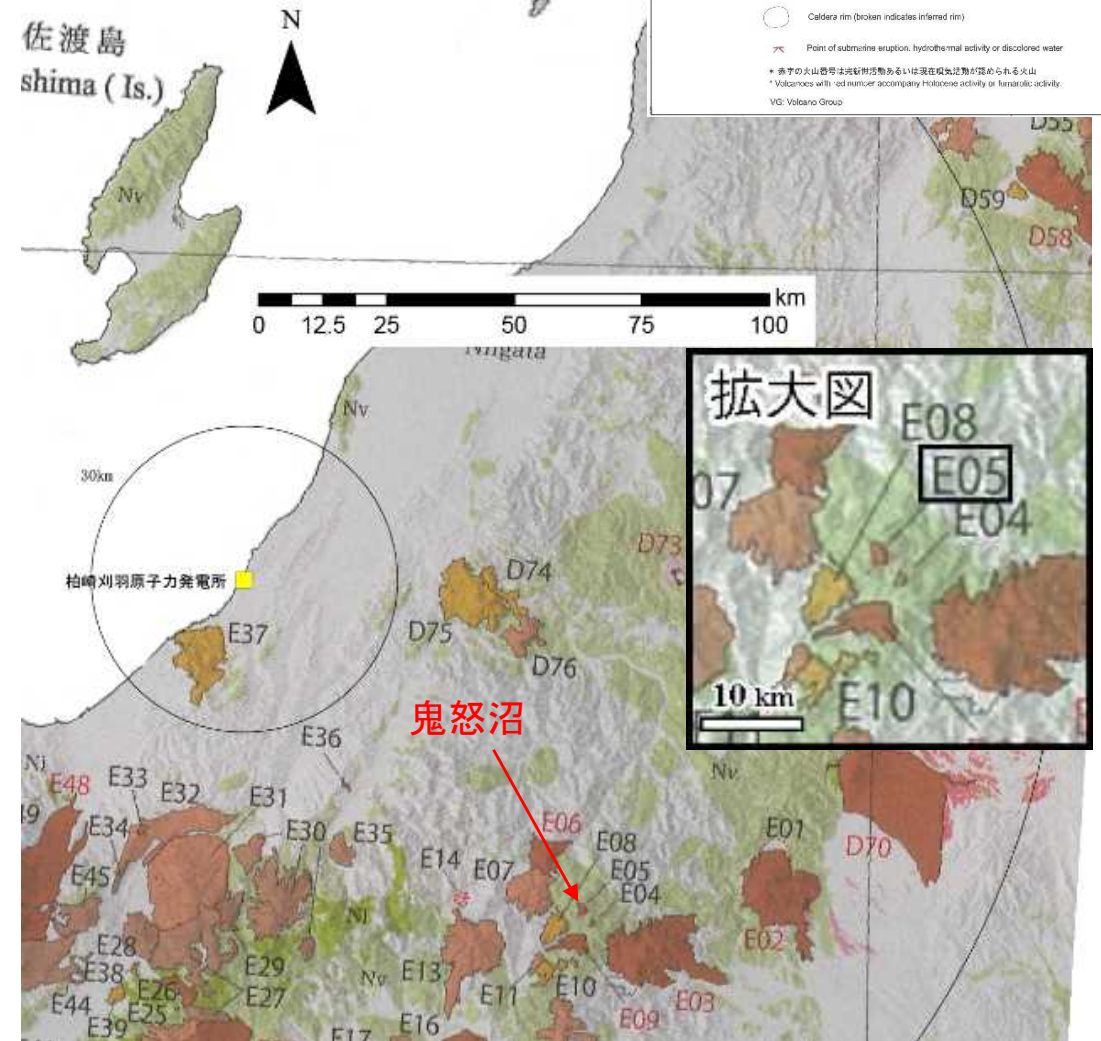 佐渡島
shima ( Is.)
N
Caldera rim (broken indicates inferred rim)
Point of submarine eruption, hydrothermal activity or discolored water
* 赤字の火山番号は完新世活動あるいは現在噴気活動が認められる火山
* Volcanoes with red number accompany Holocene activity or fumarolic activity.
VG: Volcano Group
D55
D59
D58
Nv
km
0 12.5 25 50 75 100
Niigata
Nv
30km
柏崎刈羽原子力発電所
E37
D73
D74
D75
D76
拡大図
E08
07
E05
E04
E10
10 km
鬼怒沼
E36
Nv
E48
E33
E32
E31
E30
E35
E34
E45
E14
E07
E06
E08
E05
E04
E01
D70
E02
E28
E38
E44
E39
E26
E25
E29
E27
Nv
E13
E11
E10
E09
E03
E16
E17